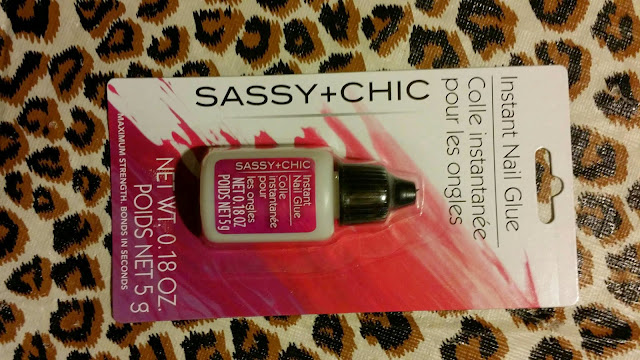 Instant Nail Glue
Colle instantanée
pour les ongles
SASSY+CHIC
SASSY+CHIC
Instant
Nail Glue
Colle
instantanée
pour
les ongles
NET WT. 0.18 OZ
POIDS NET 5 g
NET WT. 0.18 OZ.
POIDS NET 5 g
MAXIMUM STRENGTH. BONDS IN SECONDS